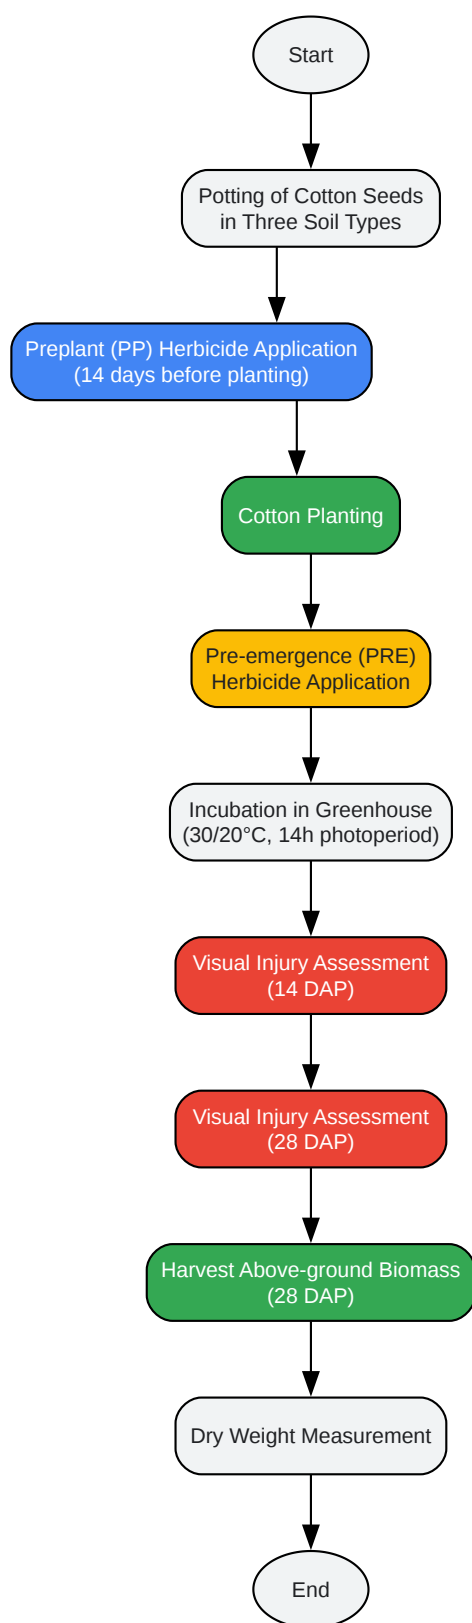 Start
Potting of Cotton Seeds
in Three Soil Types
Preplant (PP) Herbicide Application
(14 days before planting)
Cotton Planting
Pre-emergence (PRE)
Herbicide Application
Incubation in Greenhouse
(30/20°C, 14h photoperiod)
Visual Injury Assessment
(14 DAP)
Visual Injury Assessment
(28 DAP)
Harvest Above-ground Biomass
(28 DAP)
Dry Weight Measurement
End